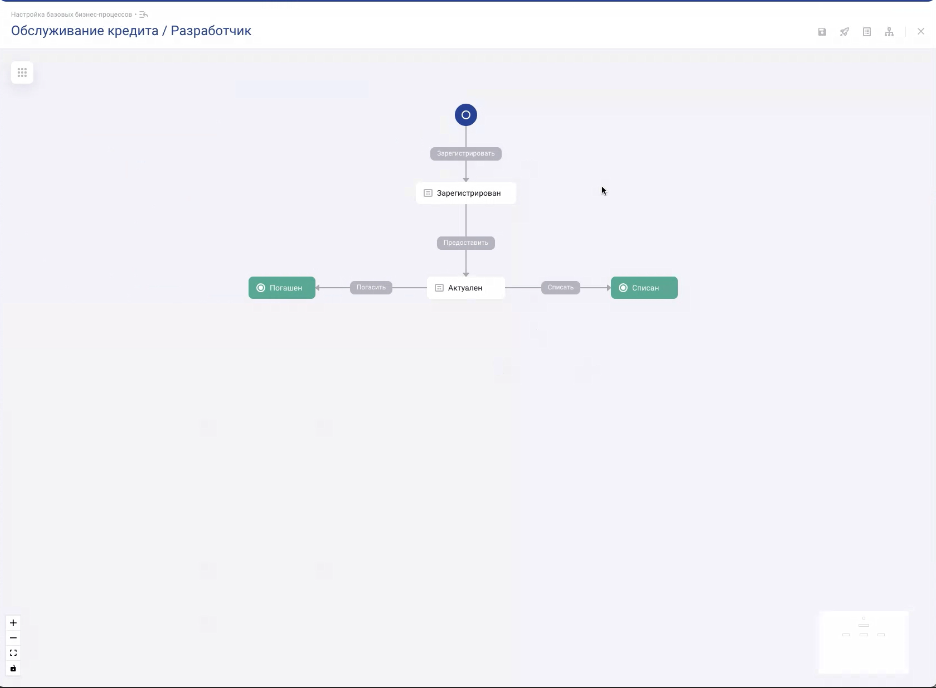 Настройка базовых бизнес-процессов •
Обслуживание кредита / Разработчик
Зарегистрировать
Зарегистрирован
Предоставить
Погашен
Погасить
Актуален
Списать
Списан